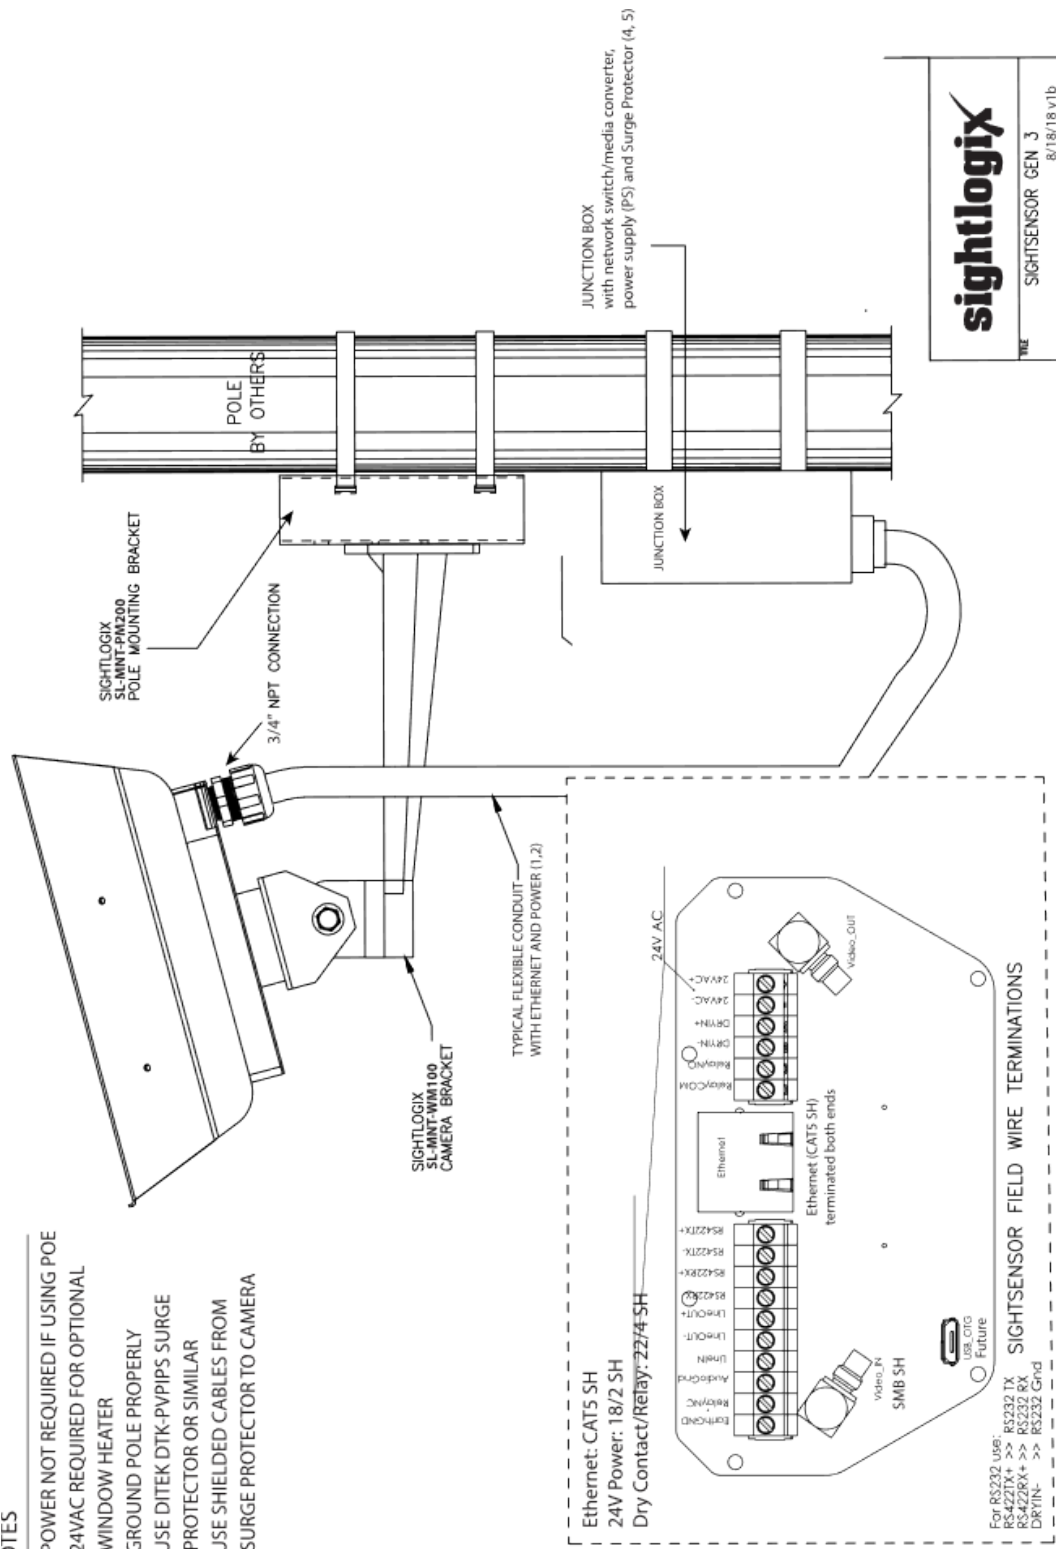 OTES
POWER NOT REQUIRED IF USING POE
24VAC REQUIRED FOR OPTIONAL
WINDOW HEATER
GROUND POLE PROPERLY
USE DITEK DTK-PVPIPS SURGE
PROTECTOR OR SIMILAR
USE SHIELDED CABLES FROM
SURGE PROTECTOR TO CAMERA
SIGHTLOGIX
SL-MNT-PM200
POLE MOUNTING BRACKET
3/4" NPT CONNECTION
POLE
BY OTHERS
SIGHTLOGIX
SL-MNT-WM100
CAMERA BRACKET
TYPICAL FLEXIBLE CONDUIT
WITH ETHERNET AND POWER (1,2)
JUNCTION BOX
JUNCTION BOX
with network switch/media converter,
power supply (PS) and Surge Protector (4, 5)
Ethernet: CAT5 SH
24V Power: 18/2 SH
Dry Contact/Relay: 22/4 SH
24V AC
EarthGND
RelayNC
AudioGnd
LineIN
LineOUT-
LineOUT+
RS422RX-
RS422RX+
RS422TX-
RS422TX+
Ethernet
RelayCOM
RelayNO
DRYIN-
DRYIN+
24VAC-
24VAC+
Ethernet (CAT5 SH)
terminated both ends
Video_IN
SMB SH
Video_OUT
USB_OTG
Future
For RS232 use:
RS422TX+ >> RS232 TX
RS422RX+ >> RS232 RX
DRYIN- >> RS232 Gnd
SIGHTSENSOR FIELD WIRE TERMINATIONS
sightlogix
TITLE
SIGHTSENSOR GEN 3
8/18/18 v1b